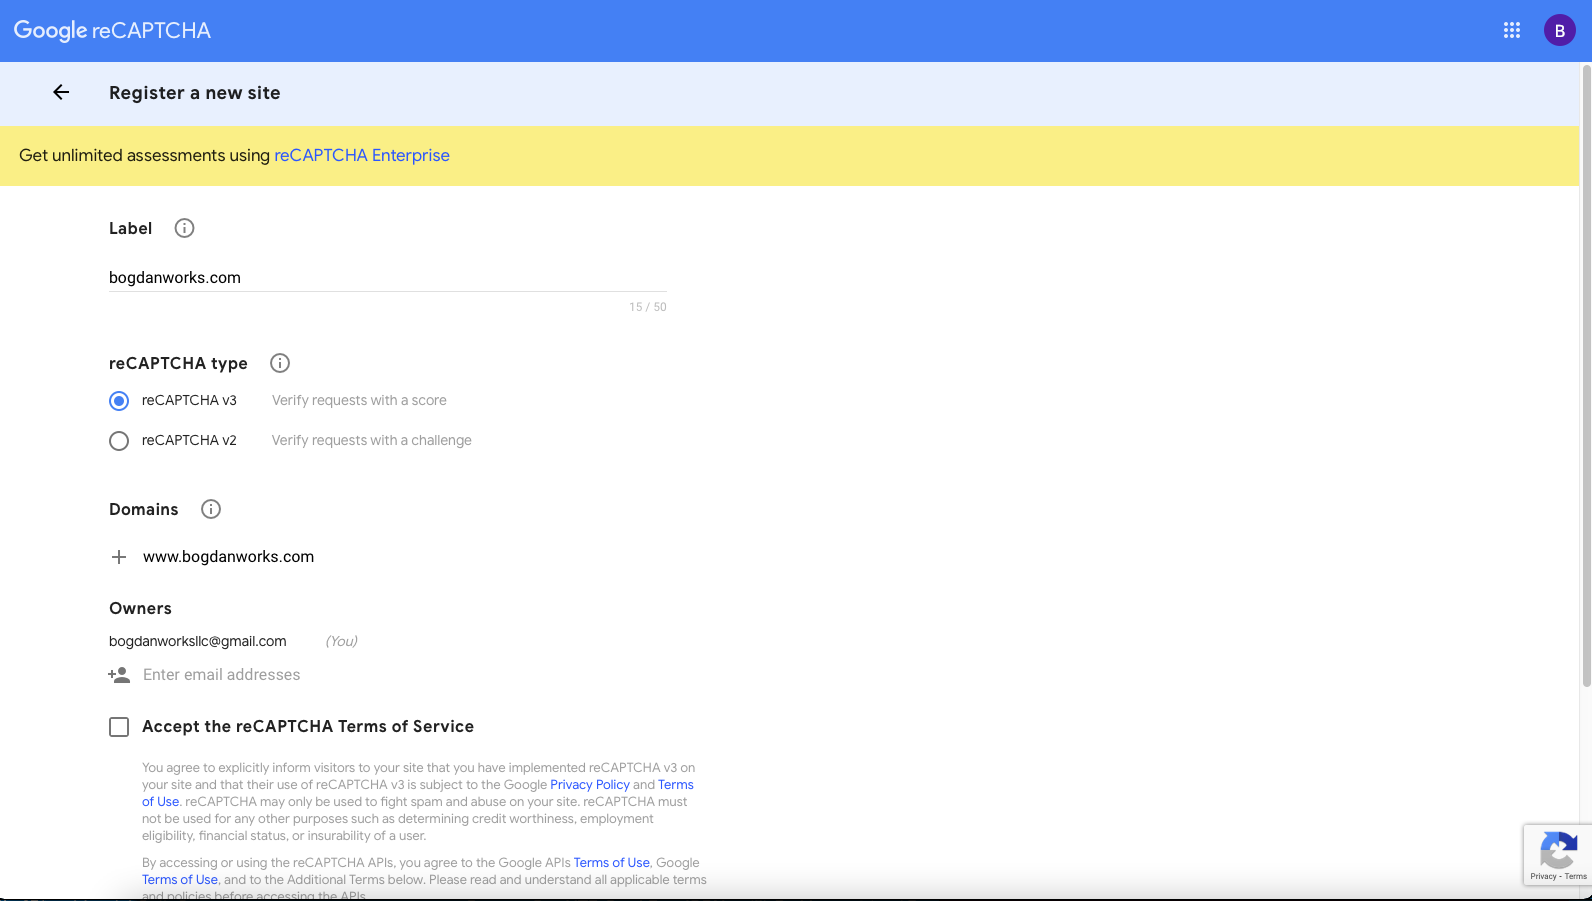 Google reCAPTCHA
B
Register a new site
Get unlimited assessments using reCAPTCHA Enterprise
Label
bogdanworks.com
15 / 50
reCAPTCHA type
reCAPTCHA v3 Verify requests with a score
reCAPTCHA v2 Verify requests with a challenge
Domains
www.bogdanworks.com
Owners
bogdanworksllc@gmail.com (You)
Enter email addresses
Accept the reCAPTCHA Terms of Service
You agree to explicitly inform visitors to your site that you have implemented reCAPTCHA v3 on
your site and that their use of reCAPTCHA v3 is subject to the Google Privacy Policy and Terms
of Use. reCAPTCHA may only be used to fight spam and abuse on your site. reCAPTCHA must
not be used for any other purposes such as determining credit worthiness, employment
eligibility, financial status, or insurability of a user.
By accessing or using the reCAPTCHA APIs, you agree to the Google APIs Terms of Use, Google
Terms of Use, and to the Additional Terms below. Please read and understand all applicable terms
and policies before accessing the APIs.
Privacy - Terms